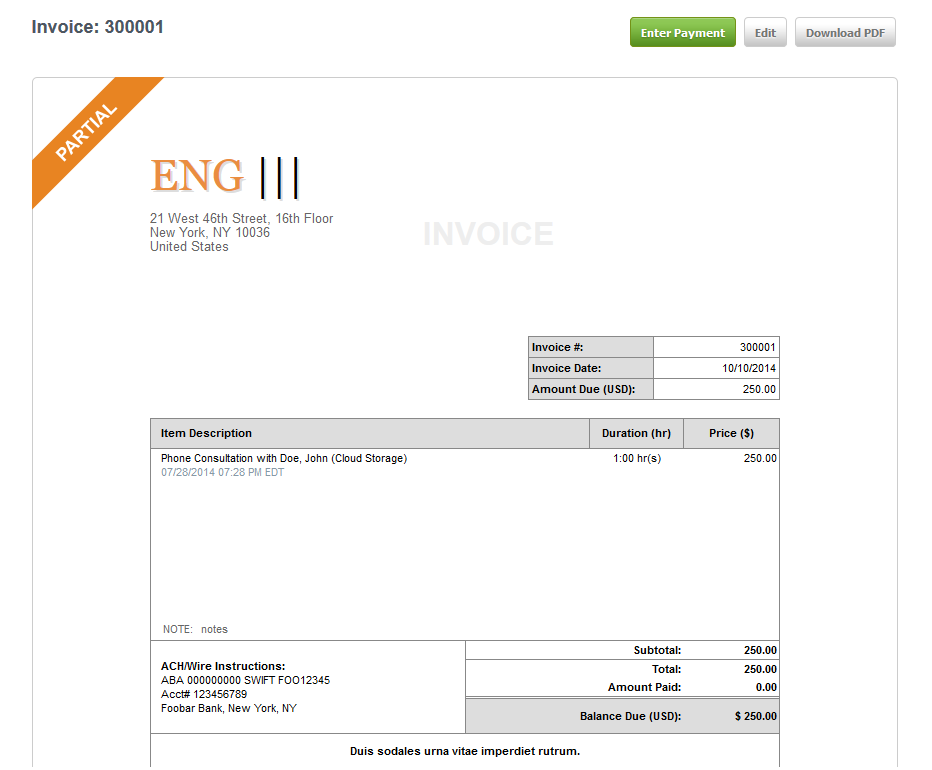 Invoice: 300001
Enter Payment Edit Download PDF
PARTIAL
ENG |||
21 West 46th Street, 16th Floor
New York, NY 10036
United States
INVOICE
Invoice #: 300001
Invoice Date: 10/10/2014
Amount Due (USD): 250.00
Item Description Duration (hr) Price ($)
Phone Consultation with Doe, John (Cloud Storage) 1:00 hr(s) 250.00
07/28/2014 07:28 PM EDT
NOTE: notes
Subtotal: 250.00
Total: 250.00
Amount Paid: 0.00
Balance Due (USD): $ 250.00
ACH/Wire Instructions:
ABA 000000000 SWIFT FOO12345
Acct# 123456789
Foobar Bank, New York, NY
Duis sodales urna vitae imperdiet rutrum.